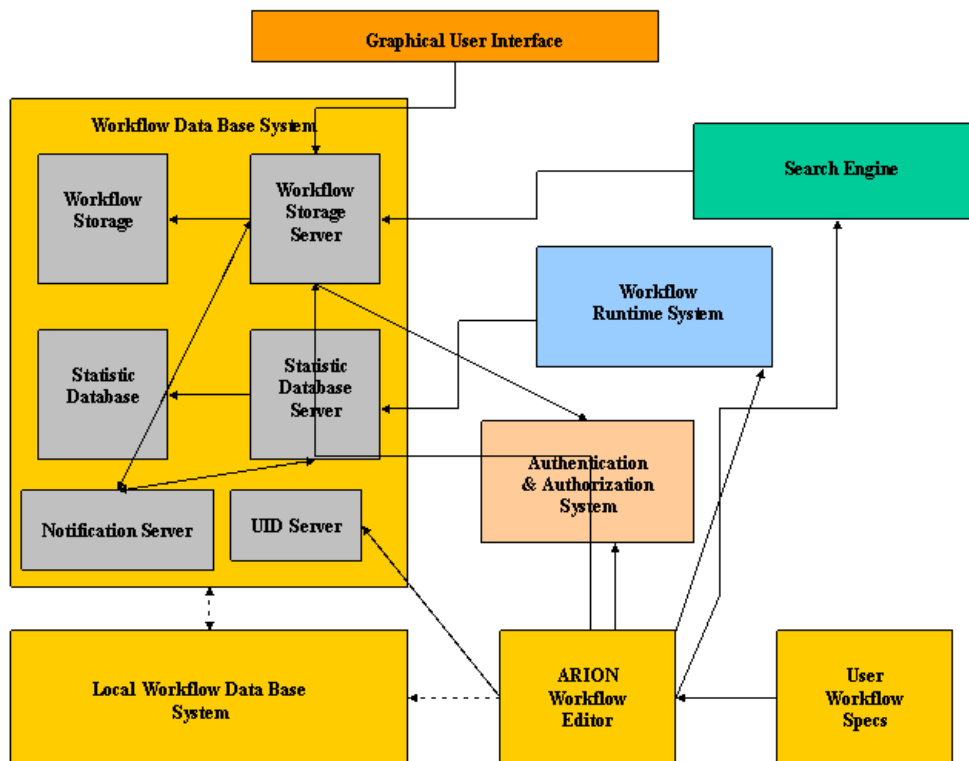 Graphical User Interface
Workflow Data Base System
Workflow
Storage
Workflow
Storage
Server
Search Engine
Workflow
Runtime System
Statistic
Database
Statistic
Database
Server
Authentication
& Authorization
System
Notification Server
UID Server
Local Workflow Data Base
System
ARION
Workflow
Editor
User
Workflow
Specs